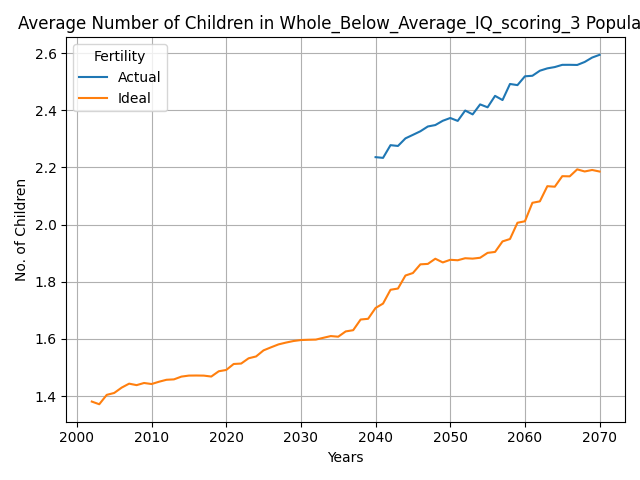 Average Number of Children in Whole_Below_Average_IQ_scoring_3 Popula
Fertility
Actual
Ideal
No. of Children
2.6
2.4
2.2
2.0
1.8
1.6
1.4
2000 2010 2020 2030 2040 2050 2060 2070
Years